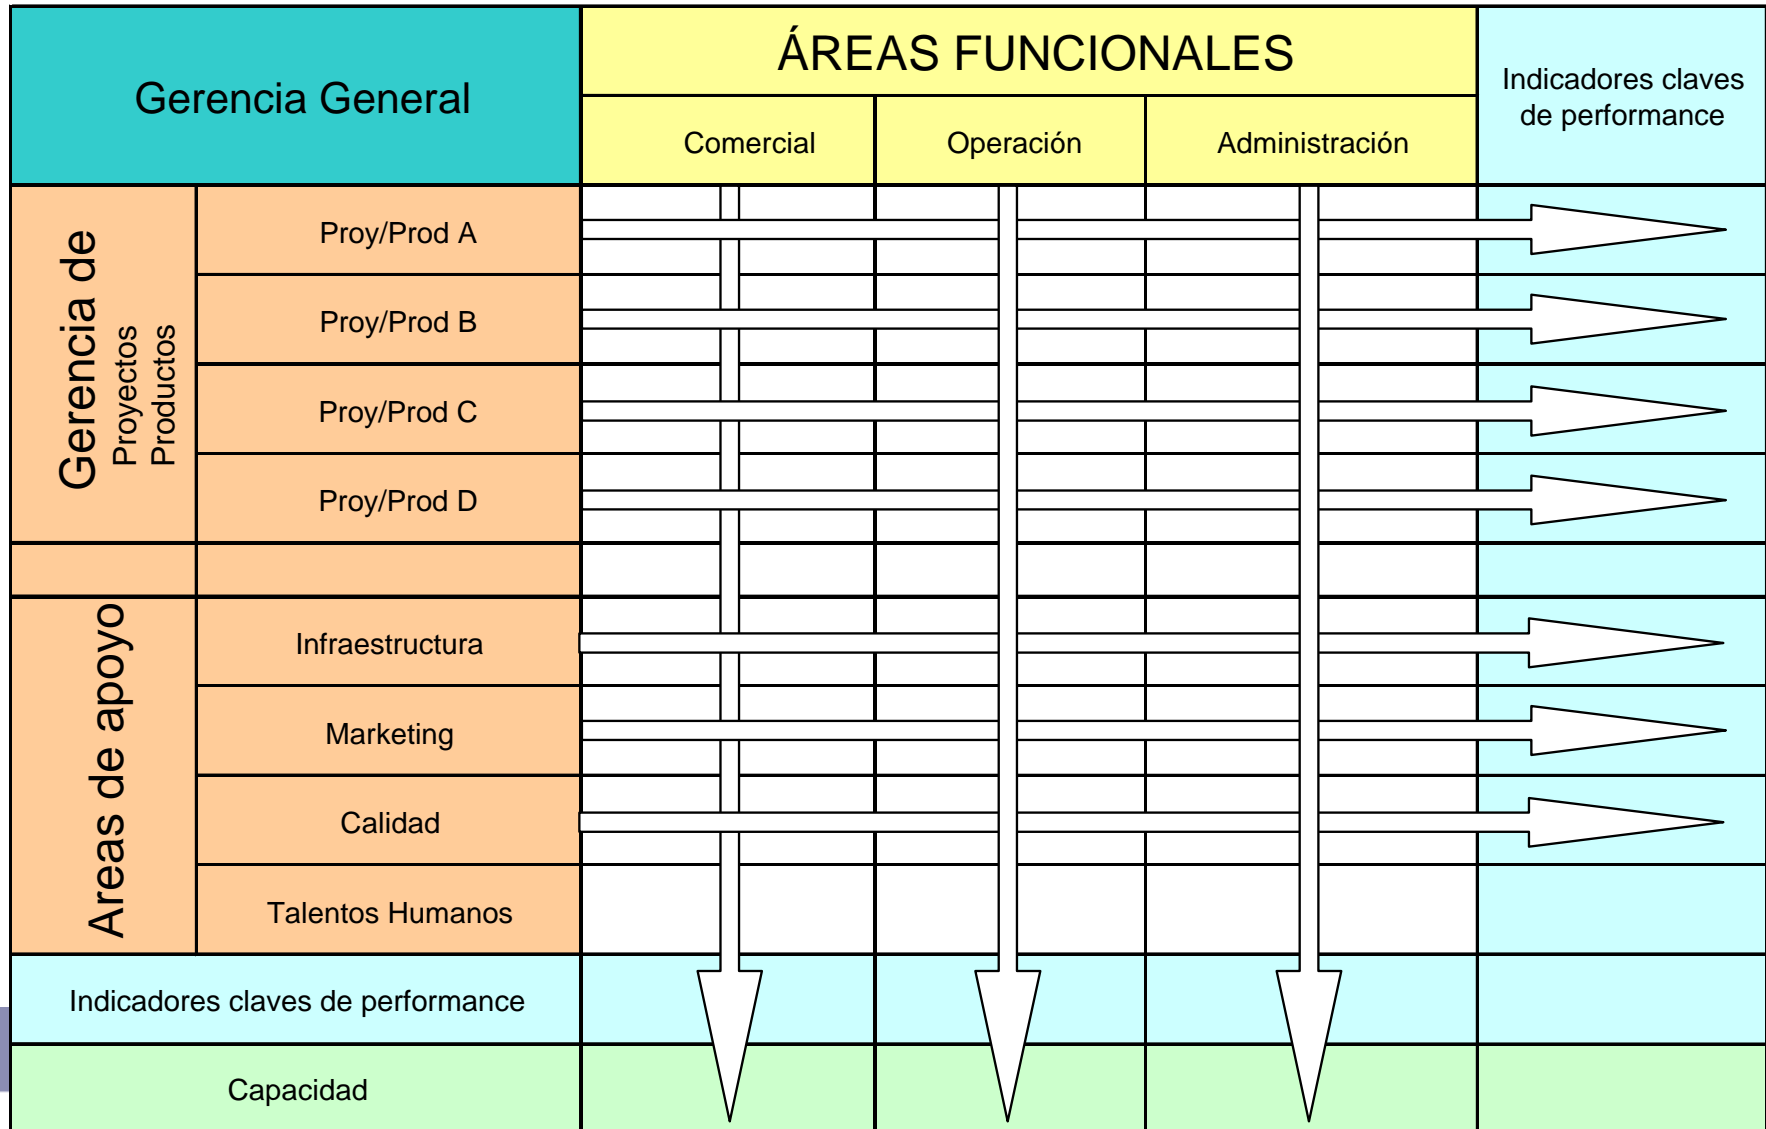 Gerencia General
ÁREAS FUNCIONALES
Indicadores claves
de performance
Comercial
Operación
Administración
Gerencia de
Proyectos
Productos
Proy/Prod A
Proy/Prod B
Proy/Prod C
Proy/Prod D
Areas de apoyo
Infraestructura
Marketing
Calidad
Talentos Humanos
Indicadores claves de performance
Capacidad